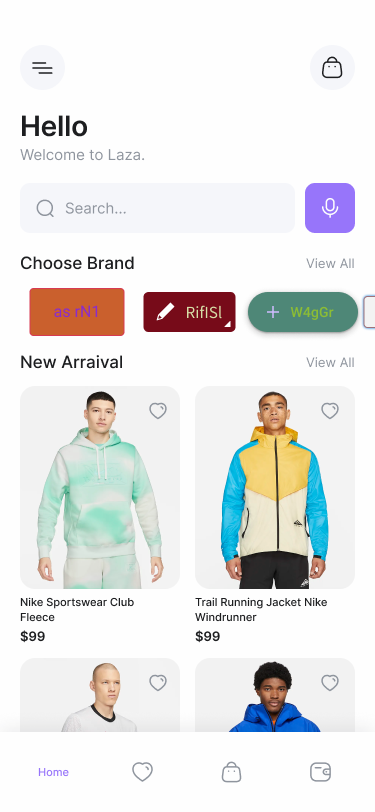 Hello
Welcome to Laza.
Search...
Choose Brand
View All
as rN1
RifISl
W4gGr
New Arraival
View All
Nike Sportswear Club
Fleece
$99
Trail Running Jacket Nike
Windrunner
$99
Home